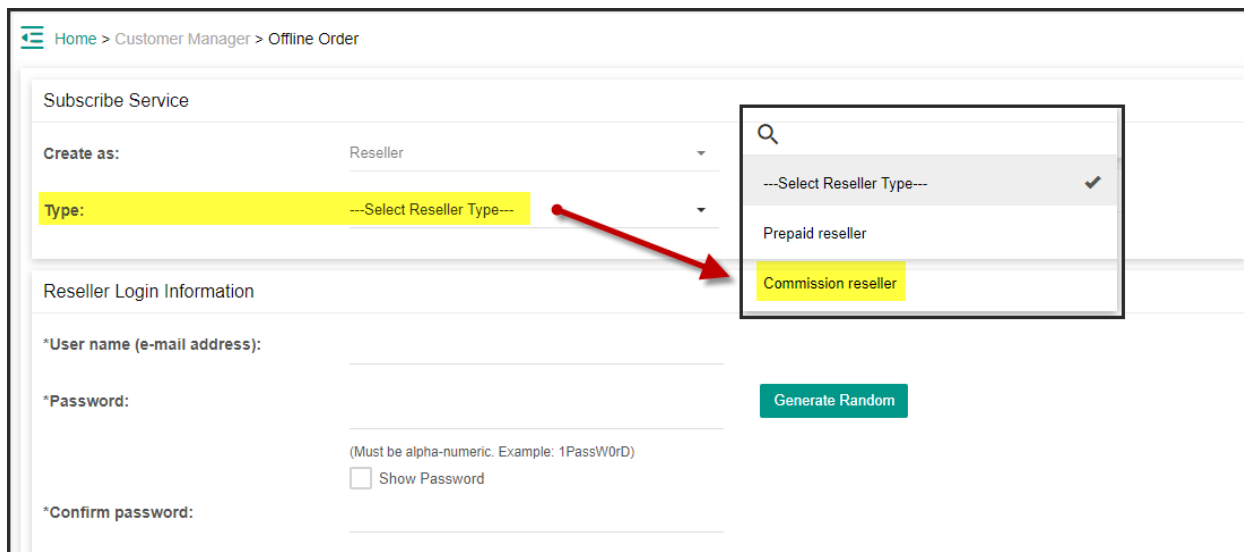 Home > Customer Manager > Offline Order
Subscribe Service
Create as: Reseller
Type: ---Select Reseller Type---
---Select Reseller Type---
Prepaid reseller
Commission reseller
Reseller Login Information
*User name (e-mail address):
*Password: Generate Random
(Must be alpha-numeric. Example: 1PassW0rD)
Show Password
*Confirm password: